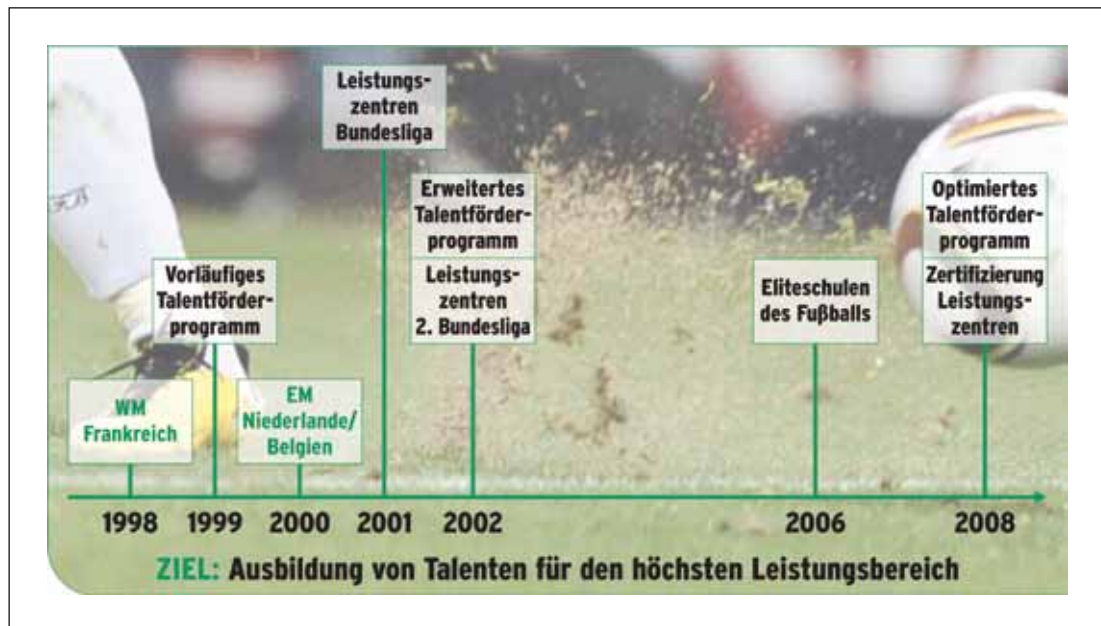 Leistungs-
zentren
Bundesliga
Erweitertes
Talentförder-
programm
Optimiertes
Talentförder-
programm
Vorläufiges
Talentförder-
programm
Leistungs-
zentren
2. Bundesliga
Eliteschulen
des Fußballs
Zertifizierung
Leistungs-
zentren
WM
Frankreich
EM
Niederlande/
Belgien
1998 1999 2000 2001 2002 2006 2008
ZIEL: Ausbildung von Talenten für den höchsten Leistungsbereich